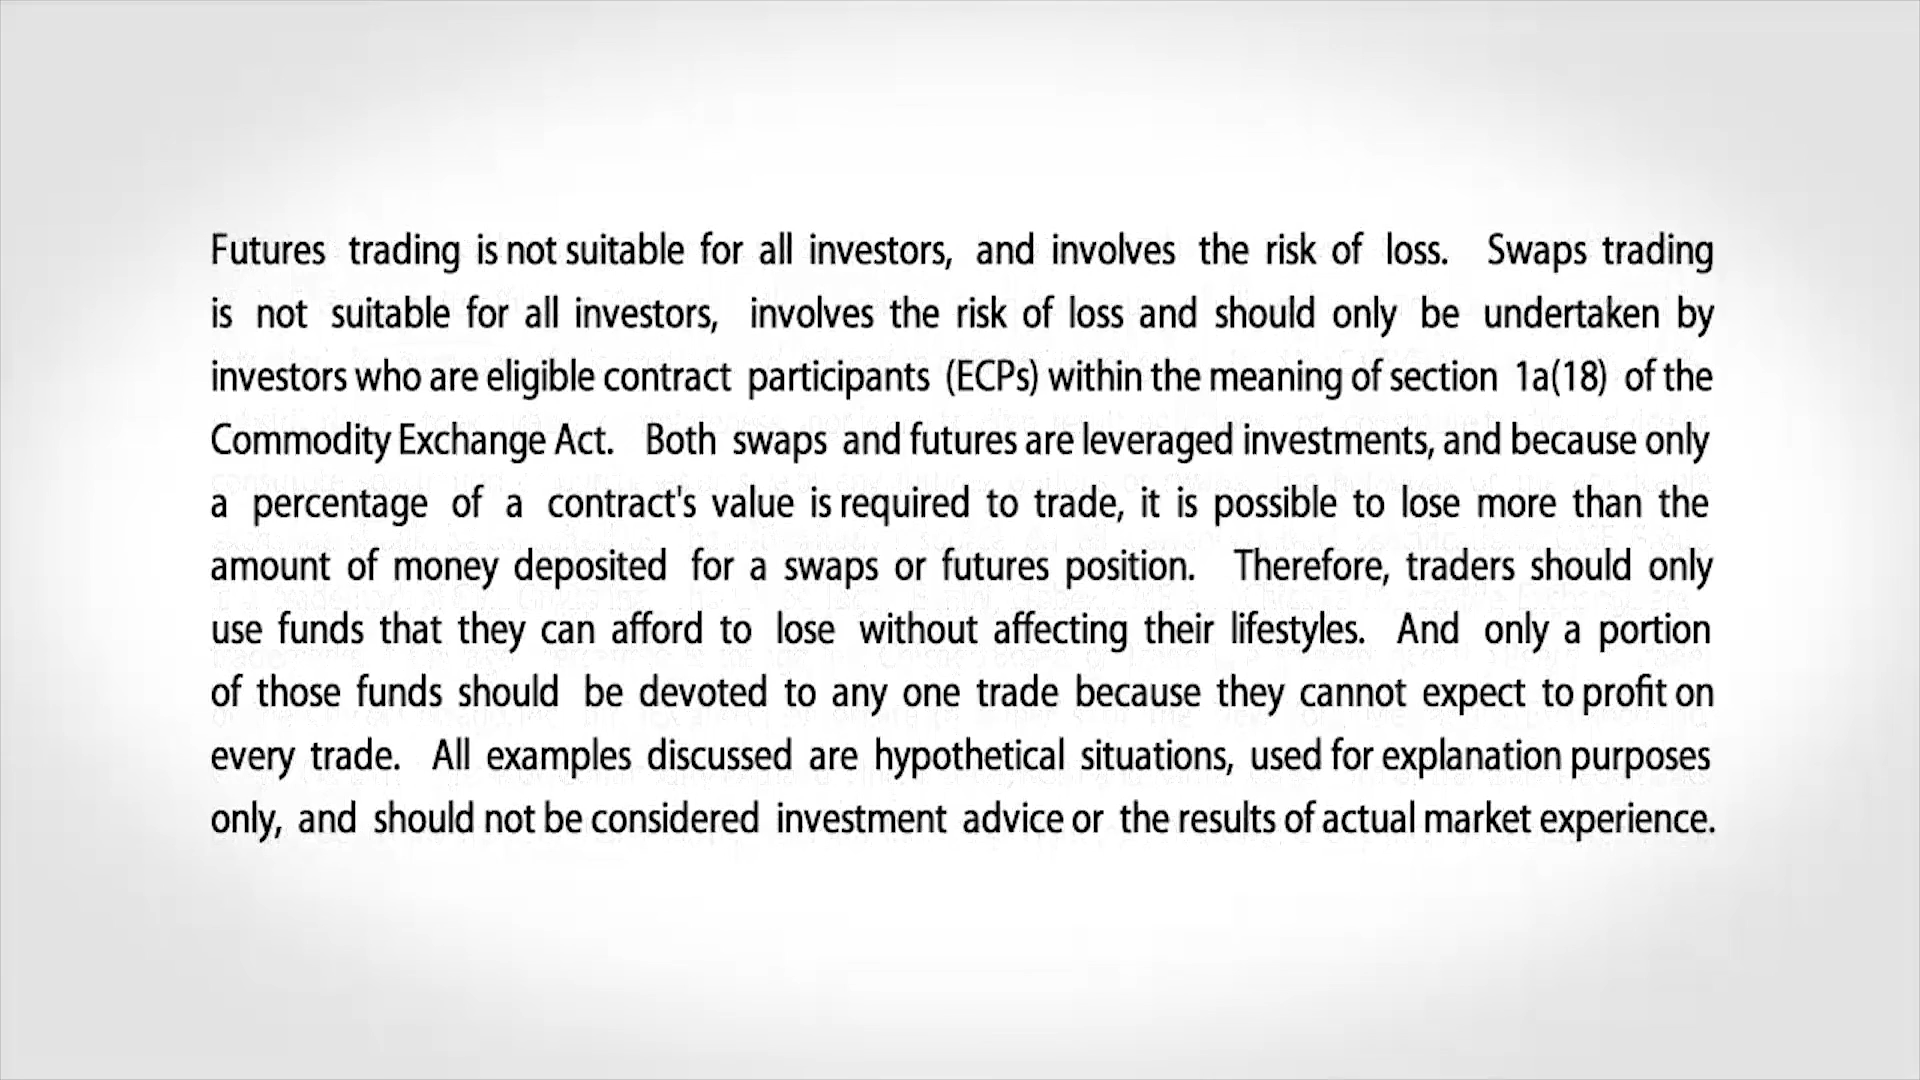 Futures trading is not suitable for all investors, and involves the risk of loss. Swaps trading
is not suitable for all investors, involves the risk of loss and should only be undertaken by
investors who are eligible contract participants (ECPs) within the meaning of section 1a(18) of the
Commodity Exchange Act. Both swaps and futures are leveraged investments, and because only
a percentage of a contract's value is required to trade, it is possible to lose more than the
amount of money deposited for a swaps or futures position. Therefore, traders should only
use funds that they can afford to lose without affecting their lifestyles. And only a portion
of those funds should be devoted to any one trade because they cannot expect to profit on
every trade. All examples discussed are hypothetical situations, used for explanation purposes
only, and should not be considered investment advice or the results of actual market experience.